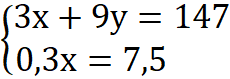 3x + 9y = 147
0,3x = 7,5